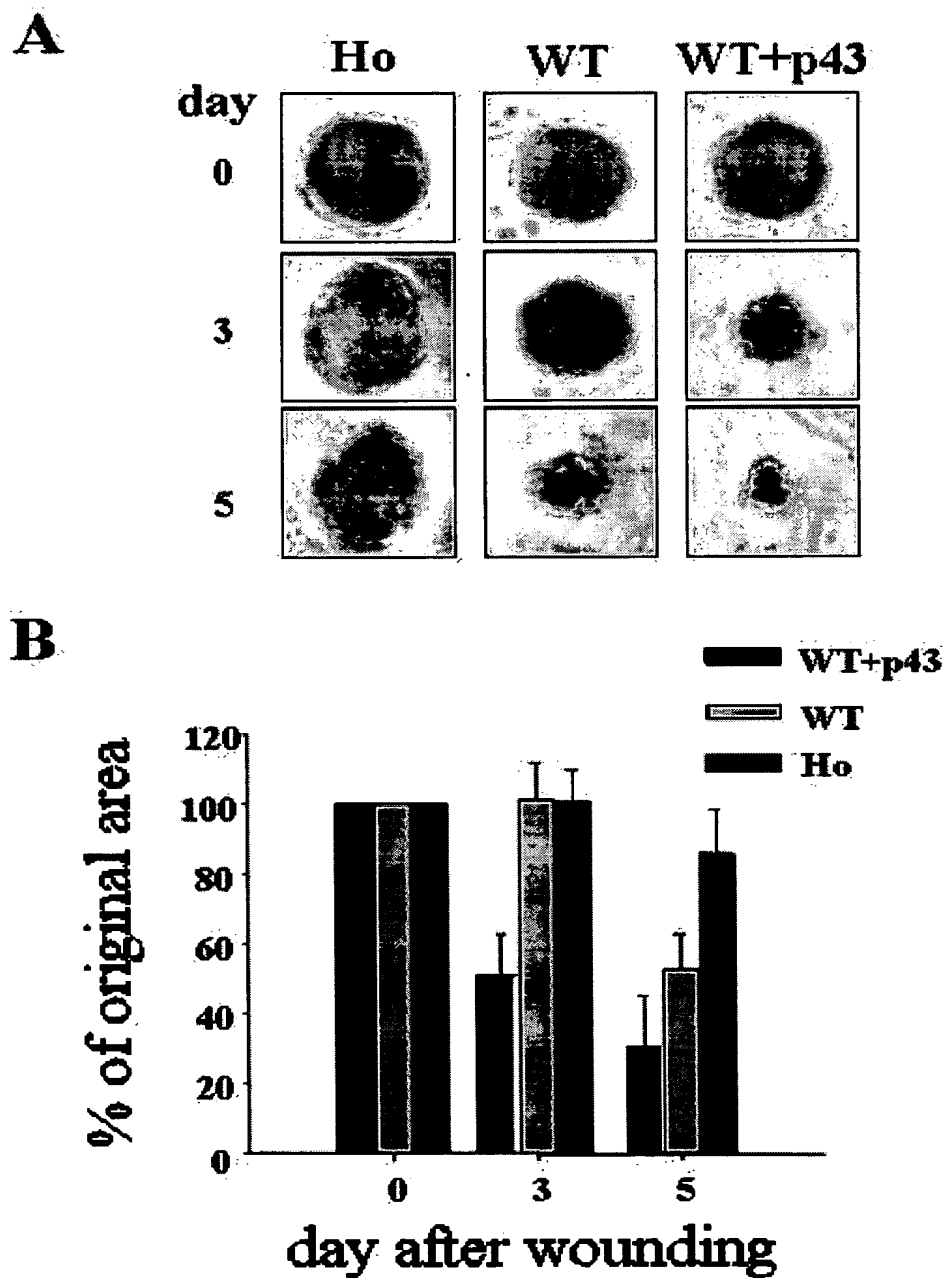 A
Ho WT WT+p43
day
0
3
5
B
WT+p43
WT
Ho
120
100
80
60
40
20
0
% of original area
0 3 5
day after wounding